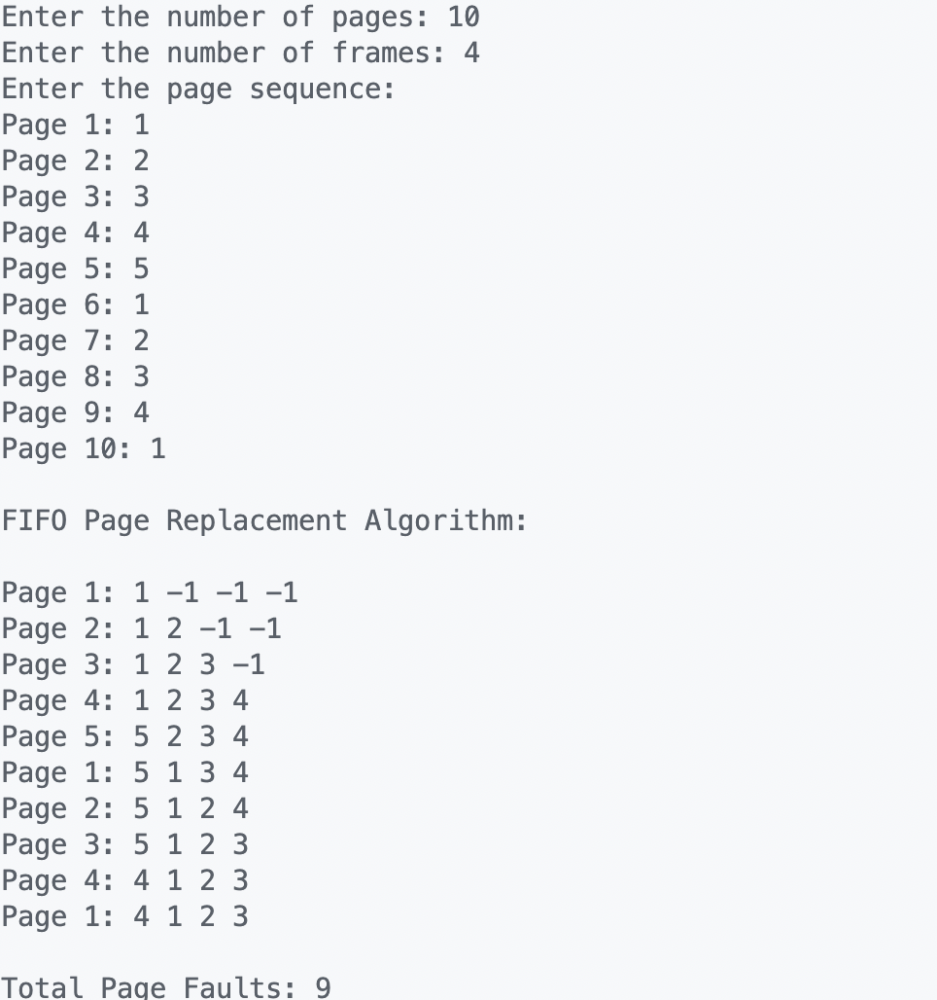 Enter the number of pages: 10
Enter the number of frames: 4
Enter the page sequence:
Page 1: 1
Page 2: 2
Page 3: 3
Page 4: 4
Page 5: 5
Page 6: 1
Page 7: 2
Page 8: 3
Page 9: 4
Page 10: 1
FIFO Page Replacement Algorithm:
Page 1: 1 -1 -1 -1
Page 2: 1 2 -1 -1
Page 3: 1 2 3 -1
Page 4: 1 2 3 4
Page 5: 5 2 3 4
Page 1: 5 1 3 4
Page 2: 5 1 2 4
Page 3: 5 1 2 3
Page 4: 4 1 2 3
Page 1: 4 1 2 3
Total Page Faults: 9